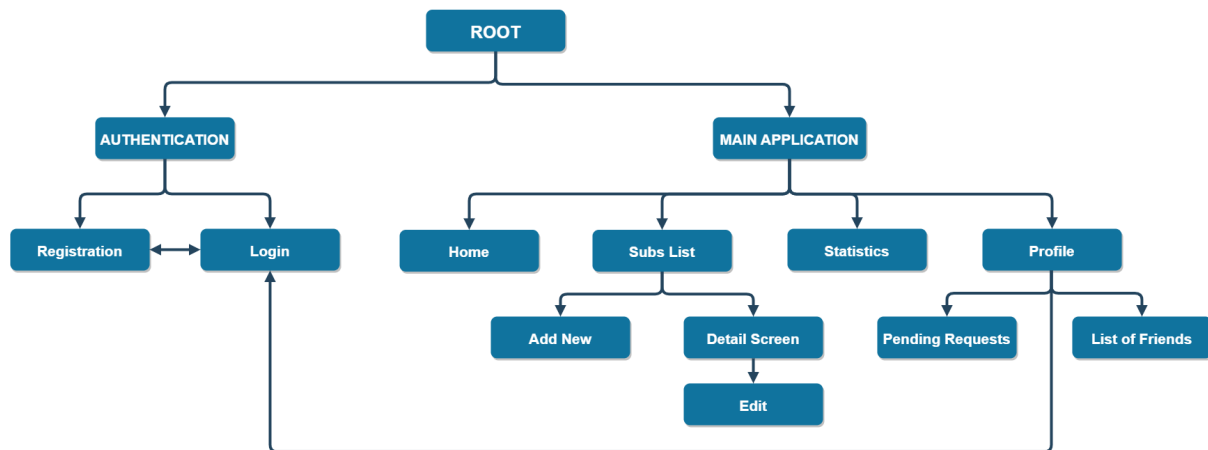 ROOT
AUTHENTICATION
MAIN APPLICATION
Registration
Login
Home
Subs List
Statistics
Profile
Add New
Detail Screen
Pending Requests
List of Friends
Edit